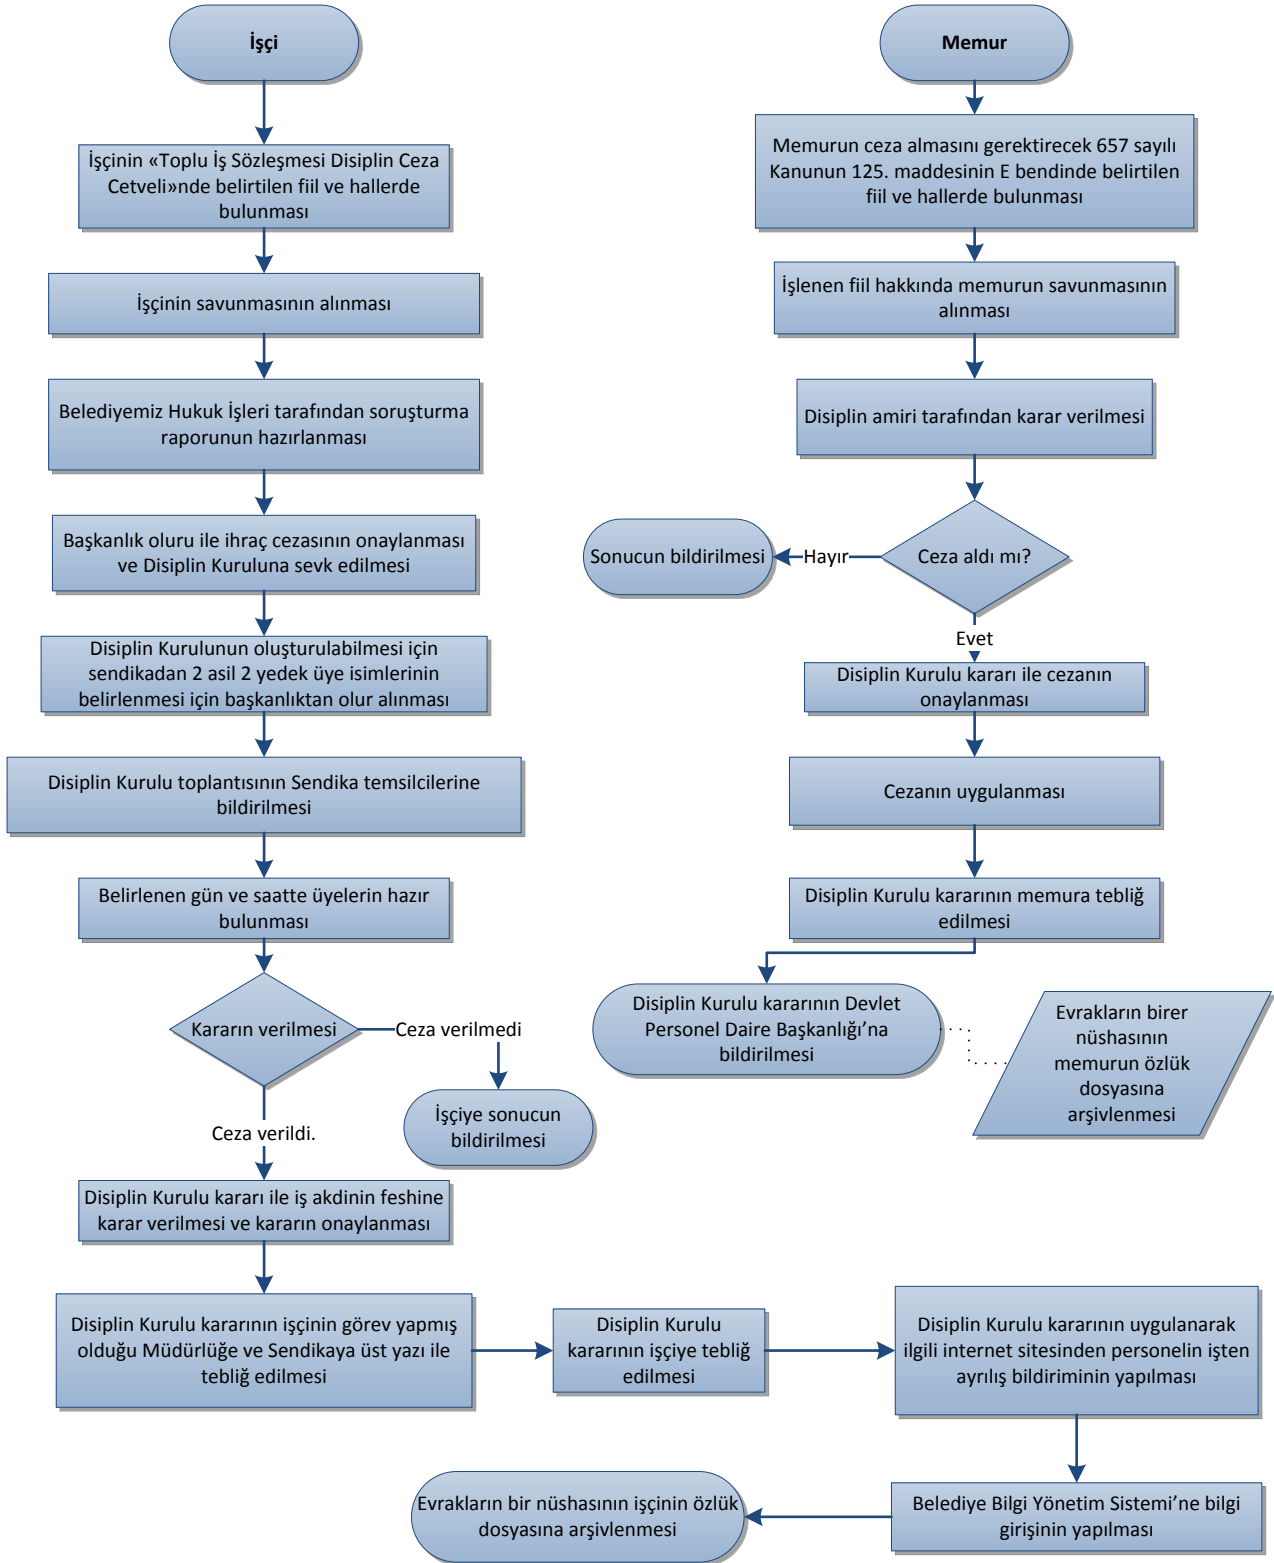 İşçi
İşçinin «Toplu İş Sözleşmesi Disiplin Ceza
Cetveli»nde belirtilen fiil ve hallerde
bulunması
İşçinin savunmasının alınması
Belediyemiz Hukuk İşleri tarafından soruşturma
raporunun hazırlanması
Başkanlık oluru ile ihraç cezasının onaylanması
ve Disiplin Kuruluna sevk edilmesi
Disiplin Kurulunun oluşturulabilmesi için
sendikadan 2 asil 2 yedek üye isimlerinin
belirlenmesi için başkanlıktan olur alınması
Disiplin Kurulu toplantısının Sendika temsilcilerine
bildirilmesi
Belirlenen gün ve saatte üyelerin hazır
bulunması
Kararın verilmesi
Ceza verilmedi
İşçiye sonucun
bildirilmesi
Ceza verildi.
Disiplin Kurulu kararı ile iş akdinin feshine
karar verilmesi ve kararın onaylanması
Disiplin Kurulu kararının işçinin görev yapmış
olduğu Müdürlüğe ve Sendikaya üst yazı ile
tebliğ edilmesi
Disiplin Kurulu
kararının işçiye tebliğ
edilmesi
Disiplin Kurulu kararının uygulanarak
ilgili internet sitesinden personelin işten
ayrılış bildiriminin yapılması
Belediye Bilgi Yönetim Sistemi’ne bilgi
girişinin yapılması
Evrakların bir nüshasının işçinin özlük
dosyasına arşivlenmesi
Memur
Memurun ceza almasını gerektirecek 657 sayılı
Kanunun 125. maddesinin E bendinde belirtilen
fiil ve hallerde bulunması
İşlenen fiil hakkında memurun savunmasının
alınması
Disiplin amiri tarafından karar verilmesi
Ceza aldı mı?
Hayır
Sonucun bildirilmesi
Evet
Disiplin Kurulu kararı ile cezanın
onaylanması
Cezanın uygulanması
Disiplin Kurulu kararının memura tebliğ
edilmesi
Disiplin Kurulu kararının Devlet
Personel Daire Başkanlığı’na
bildirilmesi
Evrakların birer
nüshasının
memurun özlük
dosyasına
arşivlenmesi